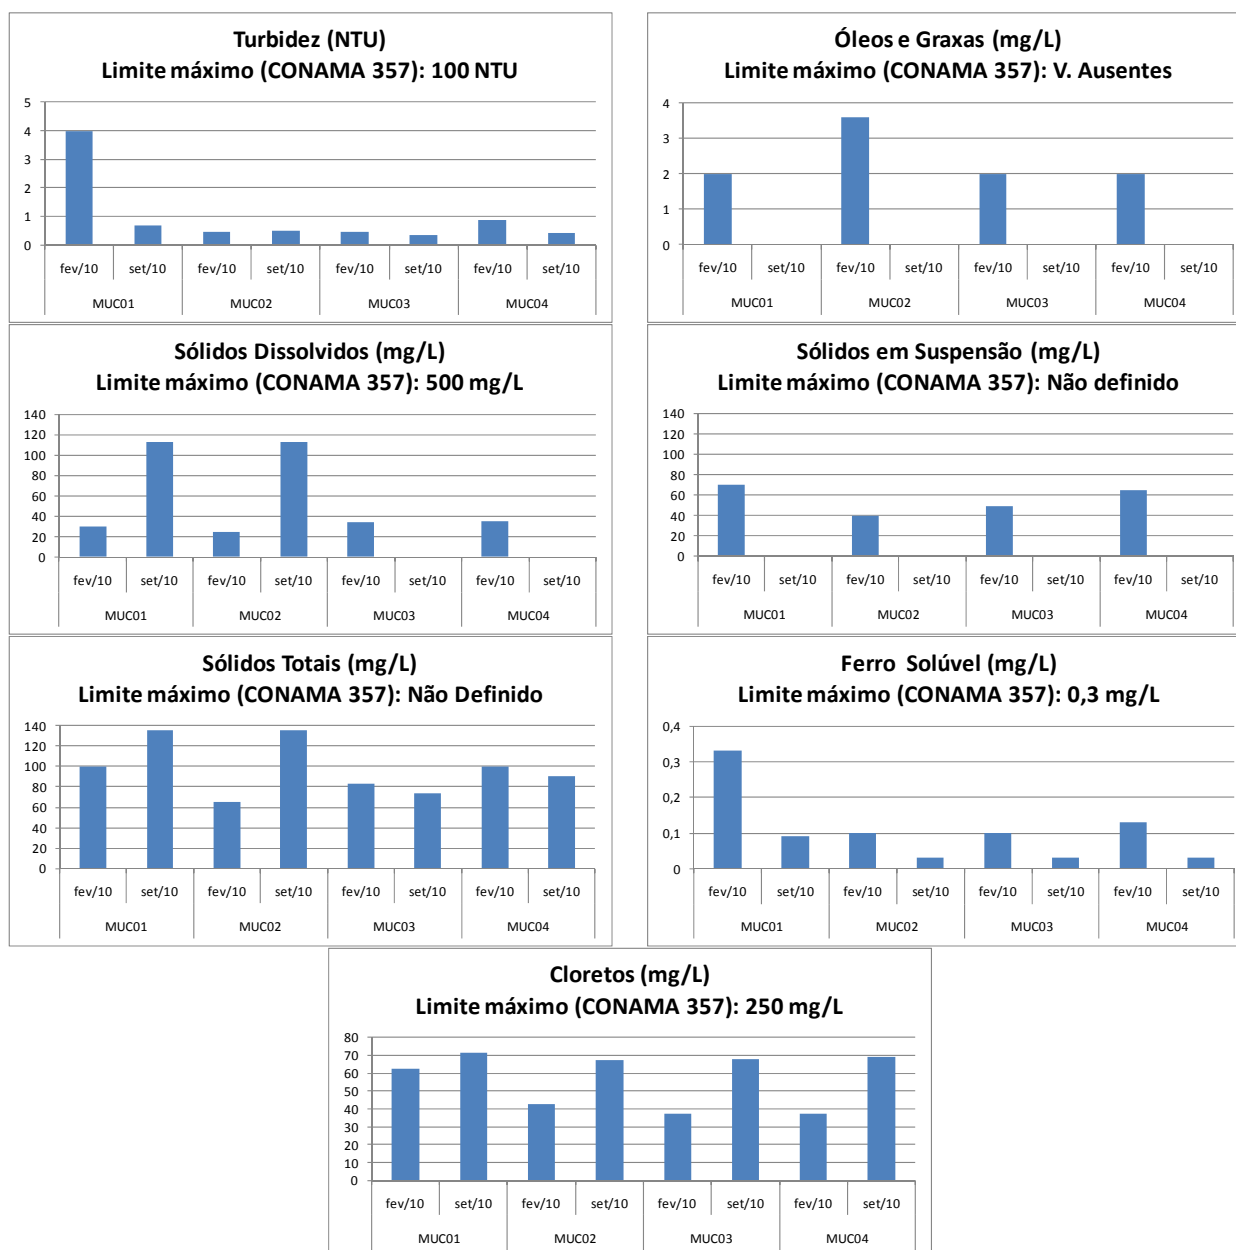 Turbidez (NTU)
Limite máximo (CONAMA 357): 100 NTU
5
4
3
2
1
0
fev/10 set/10 fev/10 set/10 fev/10 set/10 fev/10 set/10
MUC01 MUC02 MUC03 MUC04
Óleos e Graxas (mg/L)
Limite máximo (CONAMA 357): V. Ausentes
4
3
2
1
0
fev/10 set/10 fev/10 set/10 fev/10 set/10 fev/10 set/10
MUC01 MUC02 MUC03 MUC04
Sólidos Dissolvidos (mg/L)
Limite máximo (CONAMA 357): 500 mg/L
140
120
100
80
60
40
20
0
fev/10 set/10 fev/10 set/10 fev/10 set/10 fev/10 set/10
MUC01 MUC02 MUC03 MUC04
Sólidos em Suspensão (mg/L)
Limite máximo (CONAMA 357): Não definido
140
120
100
80
60
40
20
0
fev/10 set/10 fev/10 set/10 fev/10 set/10 fev/10 set/10
MUC01 MUC02 MUC03 MUC04
Sólidos Totais (mg/L)
Limite máximo (CONAMA 357): Não Definido
140
120
100
80
60
40
20
0
fev/10 set/10 fev/10 set/10 fev/10 set/10 fev/10 set/10
MUC01 MUC02 MUC03 MUC04
Ferro Solúvel (mg/L)
Limite máximo (CONAMA 357): 0,3 mg/L
0,4
0,3
0,2
0,1
0
fev/10 set/10 fev/10 set/10 fev/10 set/10 fev/10 set/10
MUC01 MUC02 MUC03 MUC04
Cloretos (mg/L)
Limite máximo (CONAMA 357): 250 mg/L
80
70
60
50
40
30
20
10
0
fev/10 set/10 fev/10 set/10 fev/10 set/10 fev/10 set/10
MUC01 MUC02 MUC03 MUC04